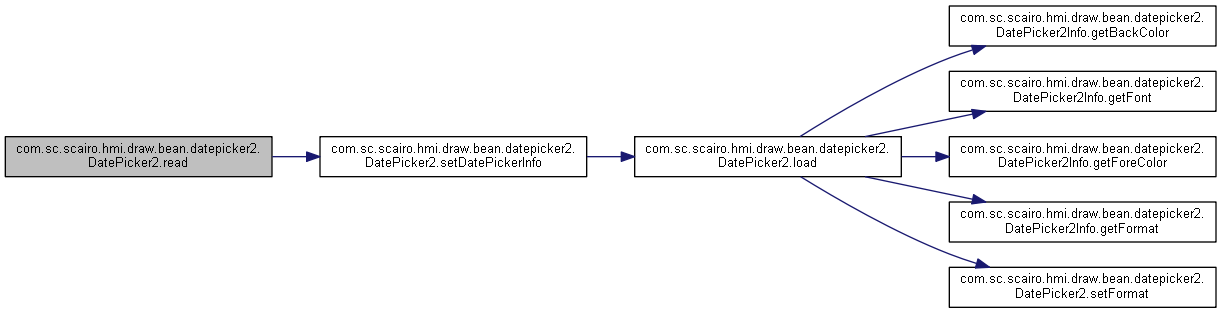 com.sc.scairo.hmi.draw.bean.datepicker2.
DatePicker2.read
com.sc.scairo.hmi.draw.bean.datepicker2.
DatePicker2.setDatePickerInfo
com.sc.scairo.hmi.draw.bean.datepicker2.
DatePicker2.load
com.sc.scairo.hmi.draw.bean.datepicker2.
DatePicker2Info.getBackColor
com.sc.scairo.hmi.draw.bean.datepicker2.
DatePicker2Info.getFont
com.sc.scairo.hmi.draw.bean.datepicker2.
DatePicker2Info.getForeColor
com.sc.scairo.hmi.draw.bean.datepicker2.
DatePicker2Info.getFormat
com.sc.scairo.hmi.draw.bean.datepicker2.
DatePicker2.setFormat